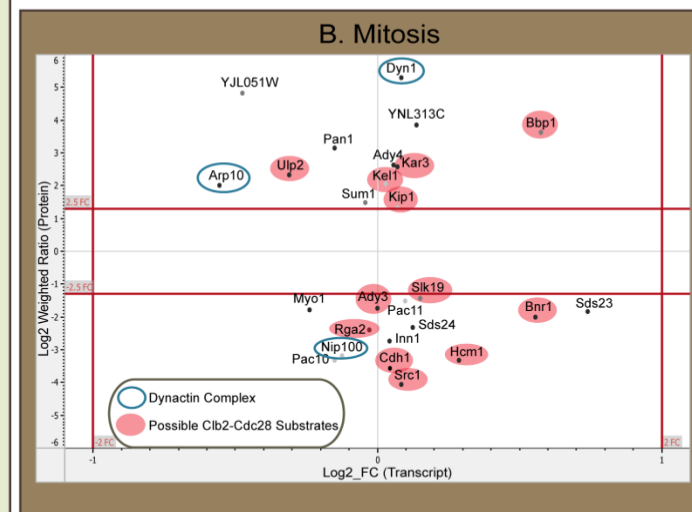 B. Mitosis
Log2 Weighted Ratio (Protein)
6
5
4
3
2
1
0
-1
-2
-3
-4
-5
-6
2.5 FC
-2.5 FC
Dyn1
YJL051W
YNL313C
Bbp1
Pan1
Ady4
Kar3
Ulp2
Arp10
Kel1
Sum1
Kip1
Slk19
Ady3
Myo1
Pac11
Bnr1
Sds23
Rga2
Sds24
Inn1
Nip100
Pac10
Cdh1
Hcm1
Src1
Dynactin Complex
Possible Clb2-Cdc28 Substrates
-2 FC
2 FC
-1
0
1
Log2_FC (Transcript)